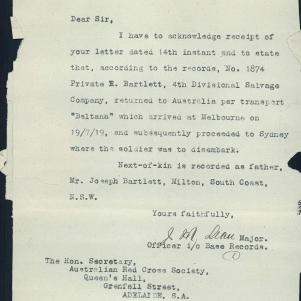 Dear Sir,
I have to acknowledge receipt of
your letter dated 14th instant and to state
that, according to the records, No. 1874
Private E. Bartlett, 4th Divisional Salvage
Company, returned to Australia per transport
"Beltana" which arrived at Melbourne on
19/7/19, and subsequently proceeded to Sydney
where the soldier was to disembark.
Next-of-kin is recorded as father,
Mr. Joseph Bartlett, Milton, South Coast,
N.S.W.
Yours faithfully,
Major.
Officer i/c Base Records.
The Hon. Secretary,
Australian Red Cross Society,
Queen's Hall,
Grenfell Street,
ADELAIDE, S.A.